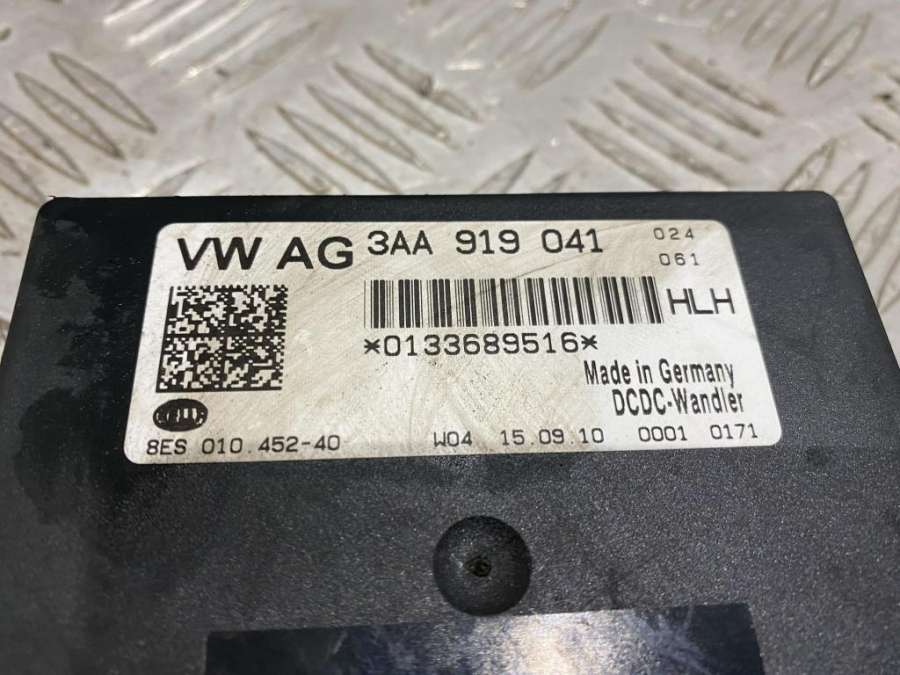 VW AG 3AA 919 041 024
061
HLH
*0133689516*
Made in Germany
DCDC-Wandler
HELLA
8ES 010.452-40 W04 15.09.10 0001 0171